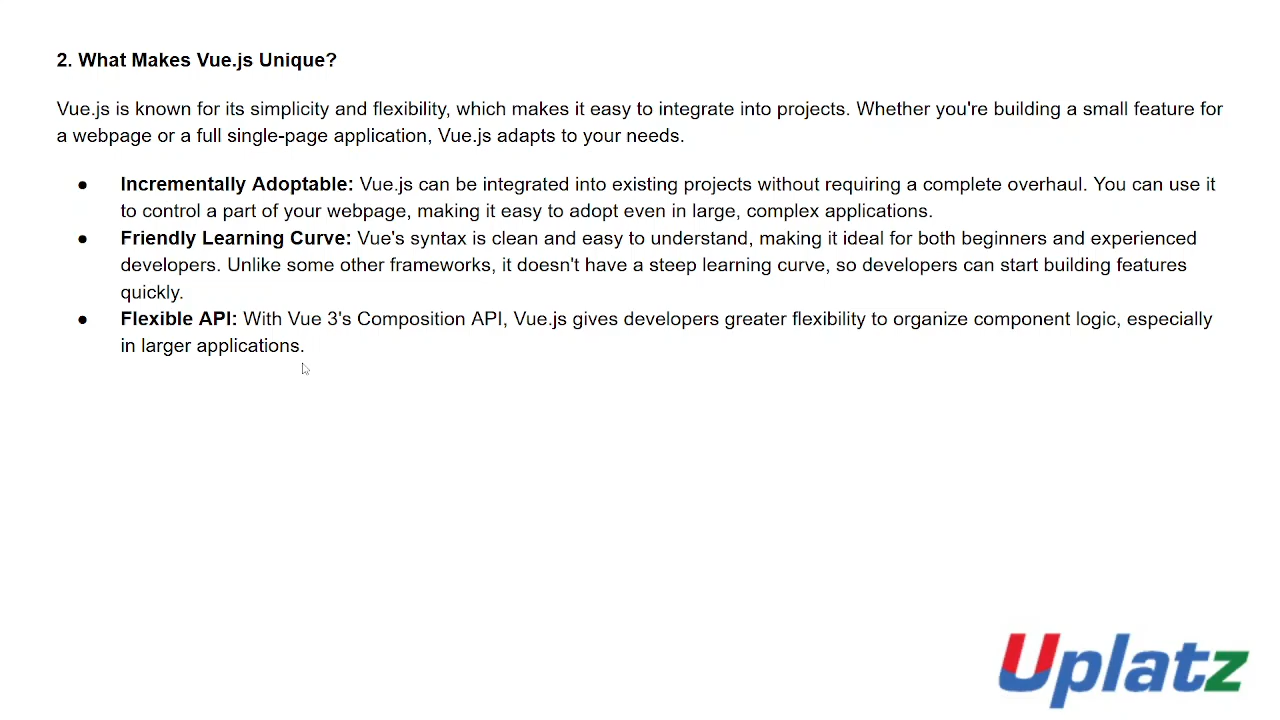 2. What Makes Vue.js Unique?
Vue.js is known for its simplicity and flexibility, which makes it easy to integrate into projects. Whether you're building a small feature for
a webpage or a full single-page application, Vue.js adapts to your needs.
● Incrementally Adoptable: Vue.js can be integrated into existing projects without requiring a complete overhaul. You can use it
to control a part of your webpage, making it easy to adopt even in large, complex applications.
● Friendly Learning Curve: Vue's syntax is clean and easy to understand, making it ideal for both beginners and experienced
developers. Unlike some other frameworks, it doesn't have a steep learning curve, so developers can start building features
quickly.
● Flexible API: With Vue 3's Composition API, Vue.js gives developers greater flexibility to organize component logic, especially
in larger applications.
Uplatz